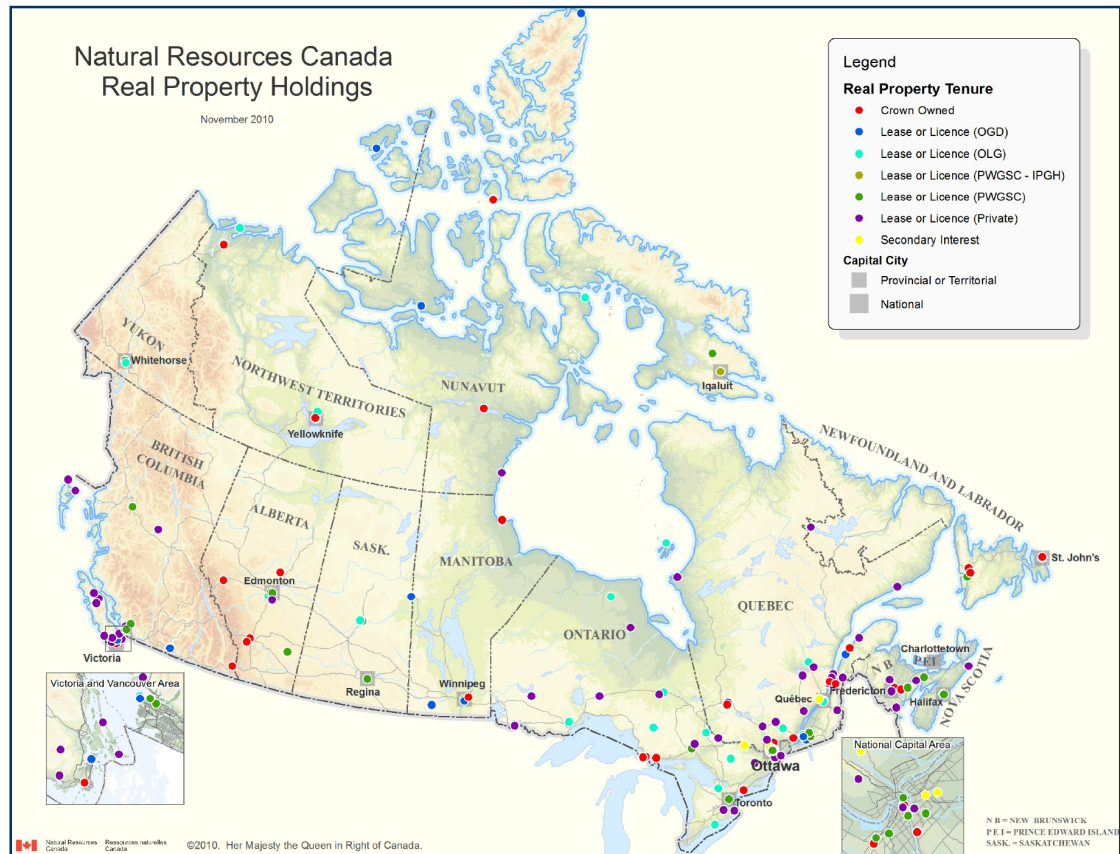 Natural Resources Canada
Real Property Holdings
November 2010
Legend
Real Property Tenure
Crown Owned
Lease or Licence (OGD)
Lease or Licence (OLG)
Lease or Licence (PWGSC - IPGH)
Lease or Licence (PWGSC)
Lease or Licence (Private)
Secondary Interest
Capital City
Provincial or Territorial
National
YUKON
Whitehorse
NORTHWEST TERRITORIES
Yellowknife
NUNAVUT
Iqaluit
BRITISH
COLUMBIA
ALBERTA
Edmonton
SASK.
MANITOBA
NEWFOUNDLAND AND LABRADOR
St. John's
QUEBEC
ONTARIO
Victoria
Regina
Winnipeg
Charlottetown
PEI
N B
Fredericton
Halifax
NOVA SCOTIA
Québec
Ottawa
Toronto
Victoria and Vancouver Area
National Capital Area
N B = NEW BRUNSWICK
P E I = PRINCE EDWARD ISLAND
SASK. = SASKATCHEWAN
Natural Resources Ressources naturelles
Canada Canada
©2010. Her Majesty the Queen in Right of Canada.